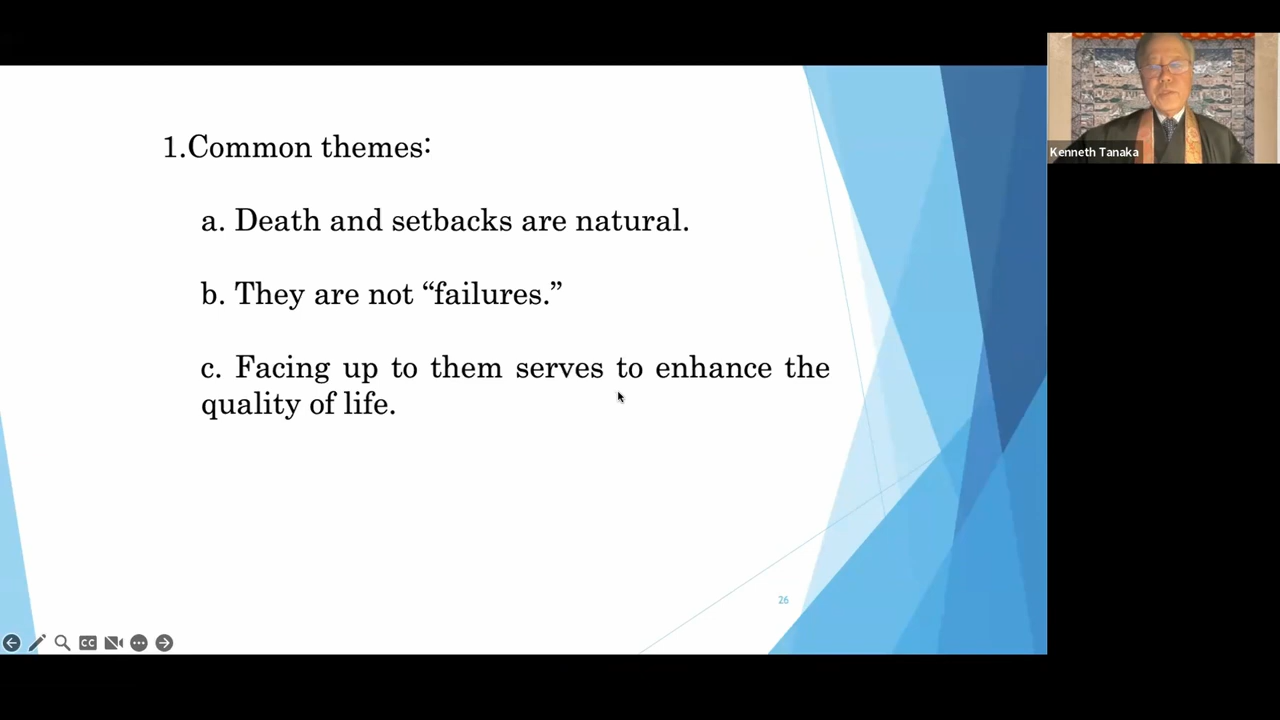 1.Common themes:
a. Death and setbacks are natural.
b. They are not “failures.”
c. Facing up to them serves to enhance the
quality of life.
26
CC
Kenneth Tanaka